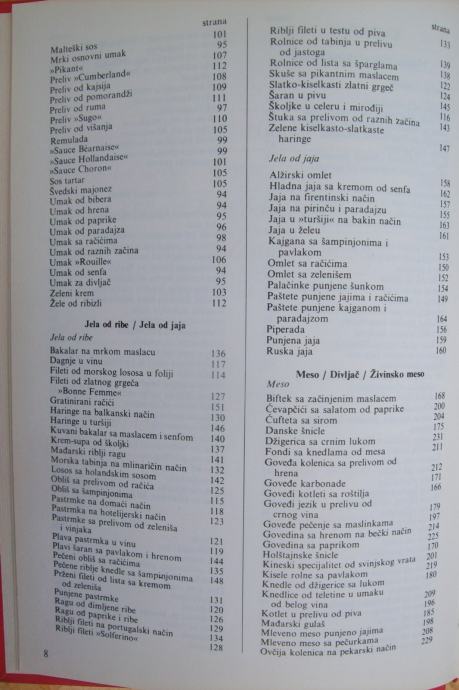 strana
Malteški sos 101
Mrki osnovni umak 95
»Pikant« 107
Preliv »Cumberland« 112
Preliv od kajsija 108
Preliv od pomorandži 109
Preliv od ruma 111
Preliv »Sugo« 97
Preliv od višanja 110
Remulada 105
»Sauce Béarnaise« 99
»Sauce Hollandaise« 99
»Sauce Choron« 101
Sos tartar 105
Švedski majonez 105
Umak od bibera 94
Umak od hrena 94
Umak od paprike 95
Umak od paradajza 96
Umak sa račićima 98
Umak od raznih začina 94
Umak »Rouille« 106
Umak od senfa 94
Umak za divljač 95
Zeleni krem 103
Žele od ribizli 112
Jela od ribe / Jela od jaja
Jela od ribe
Bakalar na mrkom maslacu 136
Dagnje u vinu 117
Fileti od morskog lososa u foliji 114
Fileti od zlatnog grgeča
»Bonne Femme« 127
Gratinirani račići 151
Haringe na balkanski način 130
Haringe u turšiji 146
Kuvani bakalar sa maslacem i senfom 140
Krem-supa od školjki 137
Mađarski riblji ragu 141
Morska tabinja na mlinaričin način 132
Losos sa holandskim sosom 142
Obliš sa prelivom od račića 125
Obliš sa šampinjonima 115
Pastrmke na domaći način 123
Pastrmke na hotelijerski način 118
Pastrmke sa prelivom od zeleniša
i vinjaka 121
Plava pastrmka u vinu 119
Plavi šaran sa pavlakom i hrenom 144
Pečeni obliš sa račićima 135
Pečene riblje knedle sa šampinjonima 148
Prženi fileti od lista sa kremom
od zeleniša 131
Punjene pastrmke 120
Ragu od dimljene ribe
Ragu od paprike i ribe
Riblji fileti na portugalski način 129
Riblji fileti »Solferino« 134
128
8
strana
Riblji fileti u testu od piva 133
Rolnice od tabinja u prelivu
od jastoga 139
Rolnice od lista sa šparglama 138
Skuše sa pikantnim maslacem 122
Slatko-kiselkasti zlatni grgeč 124
Šaran u pivu 145
Školjke u celeru i mirođiji 116
Štuka sa prelivom od raznih začina 143
Zelene kiselkasto-slatkaste
haringe 147
Jela od jaja
Alžirski omlet 158
Hladna jaja sa kremom od senfa 162
Jaja na firentinski način 157
Jaja na pirinču i paradajzu 155
Jaja u »turšiji« na bakin način 163
Jaja u želeu 161
Kajgana sa šampinjonima i
pavlakom 153
Omlet sa račićima 150
Omlet sa zelenišem 152
Palačinke punjene šunkom 154
Paštete punjene jajima i račićima 149
Paštete punjene kajganom i
paradajzom 164
Piperada 156
Punjena jaja 159
Ruska jaja 160
Meso / Divljač / Živinsko meso
Meso
Biftek sa začinjenim maslacem 168
Čevapčići sa salatom od paprike 200
Ćufteta sa sirom 204
Danske šnicle 175
Džigerica sa crnim lukom 231
Fondi sa knedlama od mesa 211
Goveđa kolenica sa prelivom od
hrena 212
Goveđe karbonade 171
Goveđi kotleti sa roštilja 166
Goveđi jezik u prelivu od
crnog vina 179
Goveđe pečenje sa maslinkama 197
Govedina sa hrenom na bečki način 214
Govedina sa paprikom 225
Holštajnske šnicle 170
Kineski specijalitet od svinjskog vrata 201
Kisele rolne sa pavlakom 219
Knedle od džigerice sa lukom 180
Knedlice od teletine u umaku
od belog vina 209
Kotlet u prelivu od piva 196
Mađarski gulaš 185
Mleveno meso punjeno jajima 198
Mleveno meso sa pečurkama 208
Ovčija kolenica na pekarski način 229